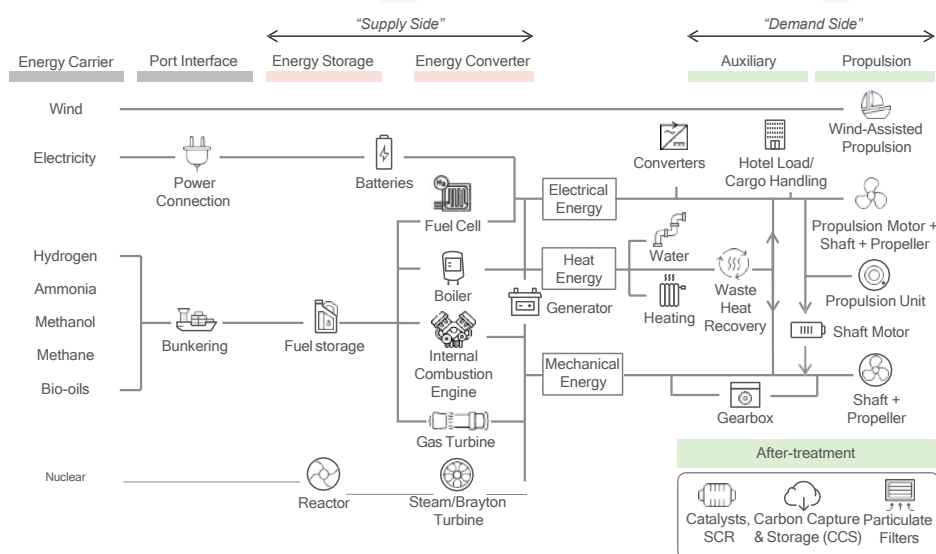 “Supply Side”
“Demand Side”
Energy Carrier
Port Interface
Energy Storage
Energy Converter
Auxiliary
Propulsion
Wind
Wind-Assisted
Propulsion
Electricity
Power
Connection
Batteries
Fuel Cell
Electrical
Energy
Converters
Hotel Load/
Cargo Handling
Propulsion Motor +
Shaft + Propeller
Hydrogen
Ammonia
Methanol
Methane
Bio-oils
Bunkering
Fuel storage
Boiler
Heat
Energy
Generator
Water
Heating
Waste
Heat
Recovery
Propulsion Unit
Shaft Motor
Internal
Combustion
Engine
Mechanical
Energy
Gearbox
Shaft +
Propeller
Gas Turbine
Nuclear
Reactor
Steam/Brayton
Turbine
After-treatment
Catalysts,
SCR
Carbon Capture
& Storage (CCS)
Particulate
Filters